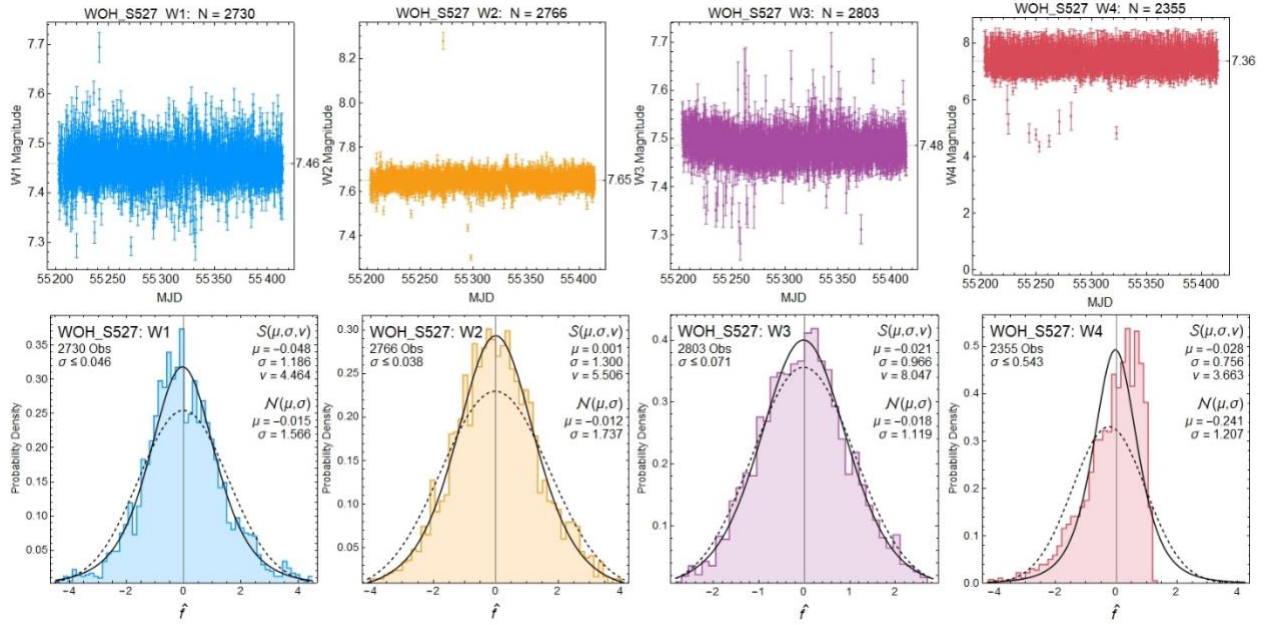 WOH_S527 W1: N = 2730
7.7
7.6
7.5
7.4
7.3
W1 Magnitude
7.46
55200
55250
55300
55350
55400
MJD
WOH_S527 W2: N = 2766
8.2
8.0
7.8
7.6
7.4
W2 Magnitude
7.65
55200
55250
55300
55350
55400
MJD
WOH_S527 W3: N = 2803
7.7
7.6
7.5
7.4
7.3
W3 Magnitude
7.48
55200
55250
55300
55350
55400
MJD
WOH_S527 W4: N = 2355
8
6
4
2
0
W4 Magnitude
7.36
55200
55250
55300
55350
55400
MJD
WOH_S527: W1
2730 Obs
σ ≤ 0.046
S(μ,σ,ν)
μ = −0.048
σ = 1.186
ν = 4.464
N(μ,σ)
μ = −0.015
σ = 1.566
0.35
0.30
0.25
0.20
0.15
0.10
0.05
Probability Density
−4
−2
0
2
4
f̂
WOH_S527: W2
2766 Obs
σ ≤ 0.038
S(μ,σ,ν)
μ = 0.001
σ = 1.300
ν = 5.506
N(μ,σ)
μ = −0.012
σ = 1.737
0.30
0.25
0.20
0.15
0.10
0.05
Probability Density
−4
−2
0
2
4
f̂
WOH_S527: W3
2803 Obs
σ ≤ 0.071
S(μ,σ,ν)
μ = −0.021
σ = 0.966
ν = 8.047
N(μ,σ)
μ = −0.018
σ = 1.119
0.4
0.3
0.2
0.1
Probability Density
−2
−1
0
1
2
f̂
WOH_S527: W4
2355 Obs
σ ≤ 0.543
S(μ,σ,ν)
μ = −0.028
σ = 0.756
ν = 3.663
N(μ,σ)
μ = −0.241
σ = 1.207
0.5
0.4
0.3
0.2
0.1
0.0
Probability Density
−4
−2
0
2
4
f̂